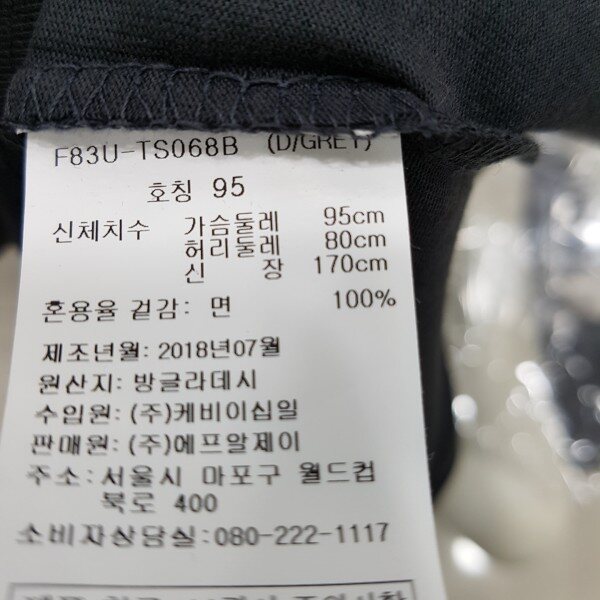 F83U-TS068B (D/GREY)
호칭 95
신체치수 가슴둘레 95cm
허리둘레 80cm
신 장 170cm
혼용율 겉감: 면 100%
제조년월: 2018년07월
원산지: 방글라데시
수입원: (주)케비이십일
판매원: (주)에프알제이
주소: 서울시 마포구 월드컵
북로 400
소비자상담실: 080-222-1117